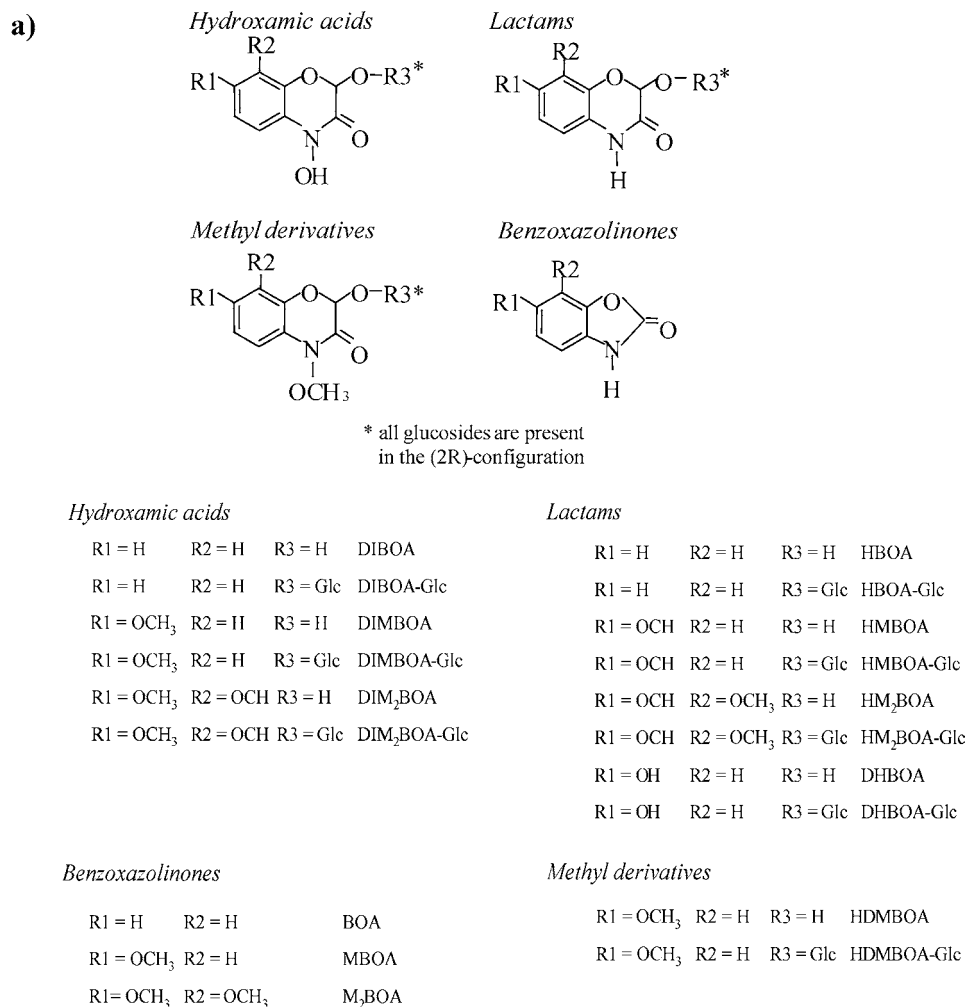 a)
Hydroxamic acids
R2
R1
O
O–R3*
N
O
OH
Lactams
R2
R1
O
O–R3*
N
O
H
Methyl derivatives
R2
R1
O
O–R3*
N
O
OCH3
Benzoxazolinones
R2
R1
O
O
N
H
* all glucosides are present
in the (2R)-configuration
Hydroxamic acids
R1 = H R2 = H R3 = H DIBOA
R1 = H R2 = H R3 = Glc DIBOA-Glc
R1 = OCH3 R2 = H R3 = H DIMBOA
R1 = OCH3 R2 = H R3 = Glc DIMBOA-Glc
R1 = OCH3 R2 = OCH R3 = H DIM2BOA
R1 = OCH3 R2 = OCH R3 = Glc DIM2BOA-Glc
Lactams
R1 = H R2 = H R3 = H HBOA
R1 = H R2 = H R3 = Glc HBOA-Glc
R1 = OCH R2 = H R3 = H HMBOA
R1 = OCH R2 = H R3 = Glc HMBOA-Glc
R1 = OCH R2 = OCH3 R3 = H HM2BOA
R1 = OCH R2 = OCH3 R3 = Glc HM2BOA-Glc
R1 = OH R2 = H R3 = H DHBOA
R1 = OH R2 = H R3 = Glc DHBOA-Glc
Benzoxazolinones
R1 = H R2 = H BOA
R1 = OCH3 R2 = H MBOA
R1= OCH3 R2 = OCH3 M2BOA
Methyl derivatives
R1 = OCH3 R2 = H R3 = H HDMBOA
R1 = OCH3 R2 = H R3 = Glc HDMBOA-Glc